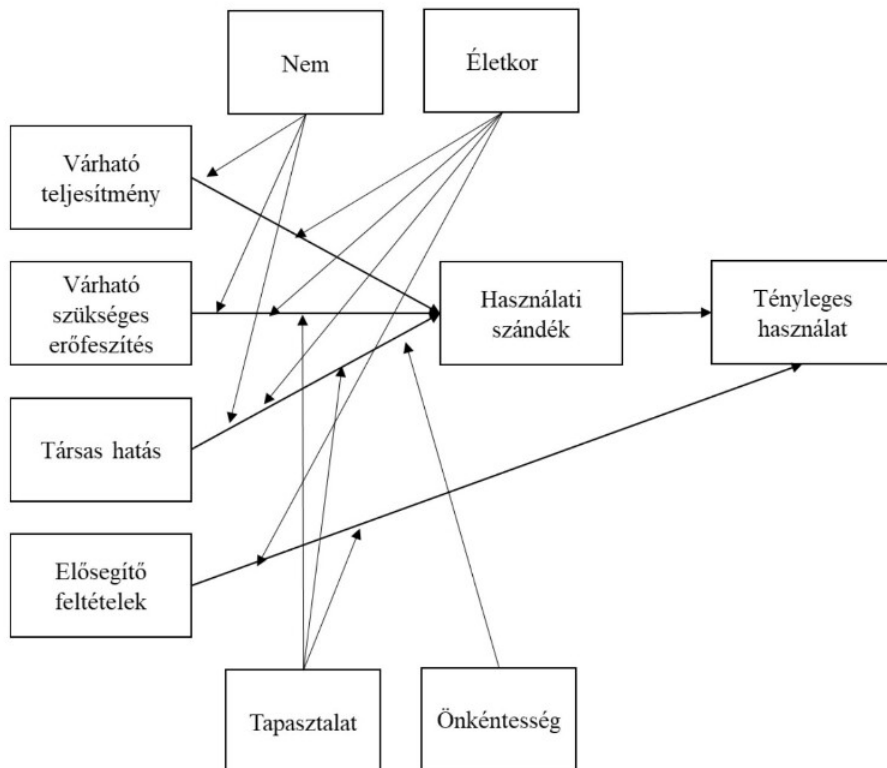 Nem
Életkor
Várható
teljesítmény
Várható
szükséges
erőfeszítés
Használati
szándék
Tényleges
használat
Társas hatás
Elősegítő
feltételek
Tapasztalat
Önkéntesség